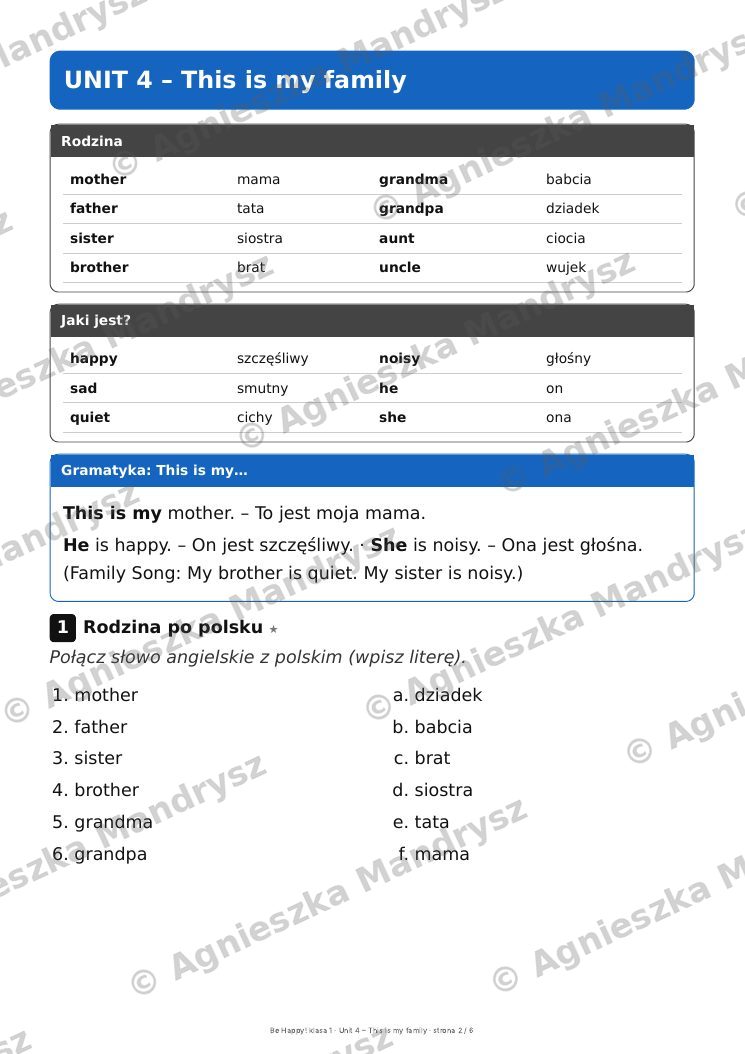 UNIT 4 – This is my family
Rodzina
mother mama grandma babcia
father tata grandpa dziadek
sister siostra aunt ciocia
brother brat uncle wujek
Jaki jest?
happy szczęśliwy noisy głośny
sad smutny he on
quiet cichy she ona
Gramatyka: This is my…
This is my mother. – To jest moja mama.
He is happy. – On jest szczęśliwy. · She is noisy. – Ona jest głośna.
(Family Song: My brother is quiet. My sister is noisy.)
1 Rodzina po polsku ★
Połącz słowo angielskie z polskim (wpisz literę).
1. mother a. dziadek
2. father b. babcia
3. sister c. brat
4. brother d. siostra
5. grandma e. tata
6. grandpa f. mama
© Agnieszka Mandrysz
Be Happy! klasa 1 · Unit 4 – This is my family · strona 2 / 6